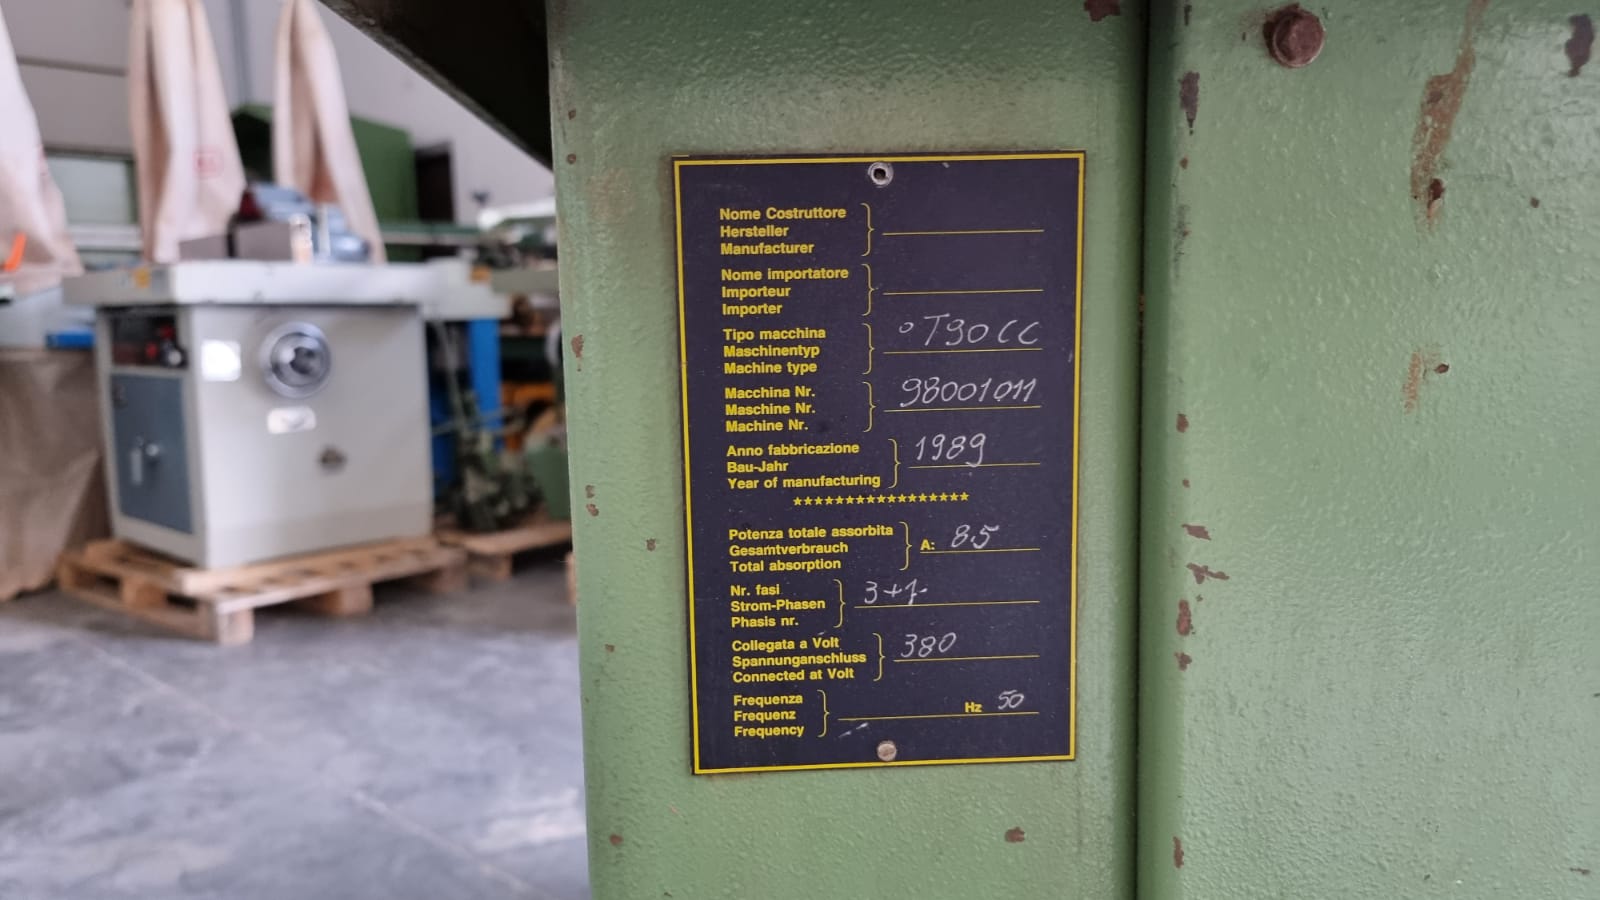 Nome Costruttore
Hersteller
Manufacturer
Nome importatore
Importeur
Importer
Tipo macchina
Maschinentyp
Machine type
T90CC
Macchina Nr.
Maschine Nr.
Machine Nr.
98001011
Anno fabbricazione
Bau-Jahr
Year of manufacturing
1989
*****************
Potenza totale assorbita
Gesamtverbrauch
Total absorption
A: 8.5
Nr. fasi
Strom-Phasen
Phasis nr.
3+1
Collegata a Volt
Spannunganschluss
Connected at Volt
380
Frequenza
Frequenz
Frequency
Hz 50